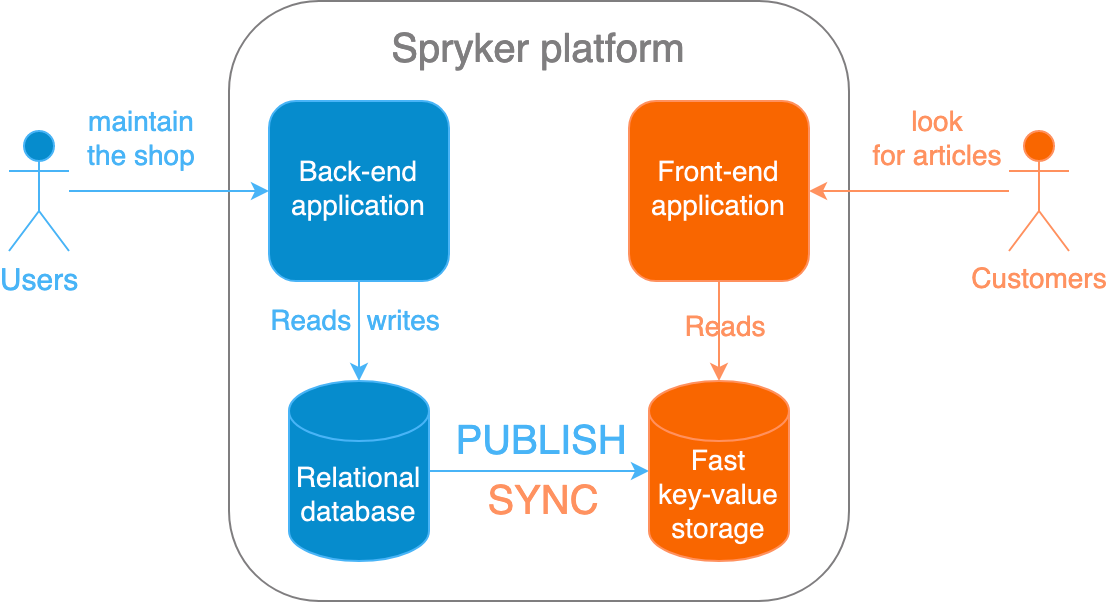 Spryker platform
maintain
the shop
look
for articles
Back-end
application
Front-end
application
Users
Customers
Reads writes
Reads
PUBLISH
SYNC
Relational
database
Fast
key-value
storage